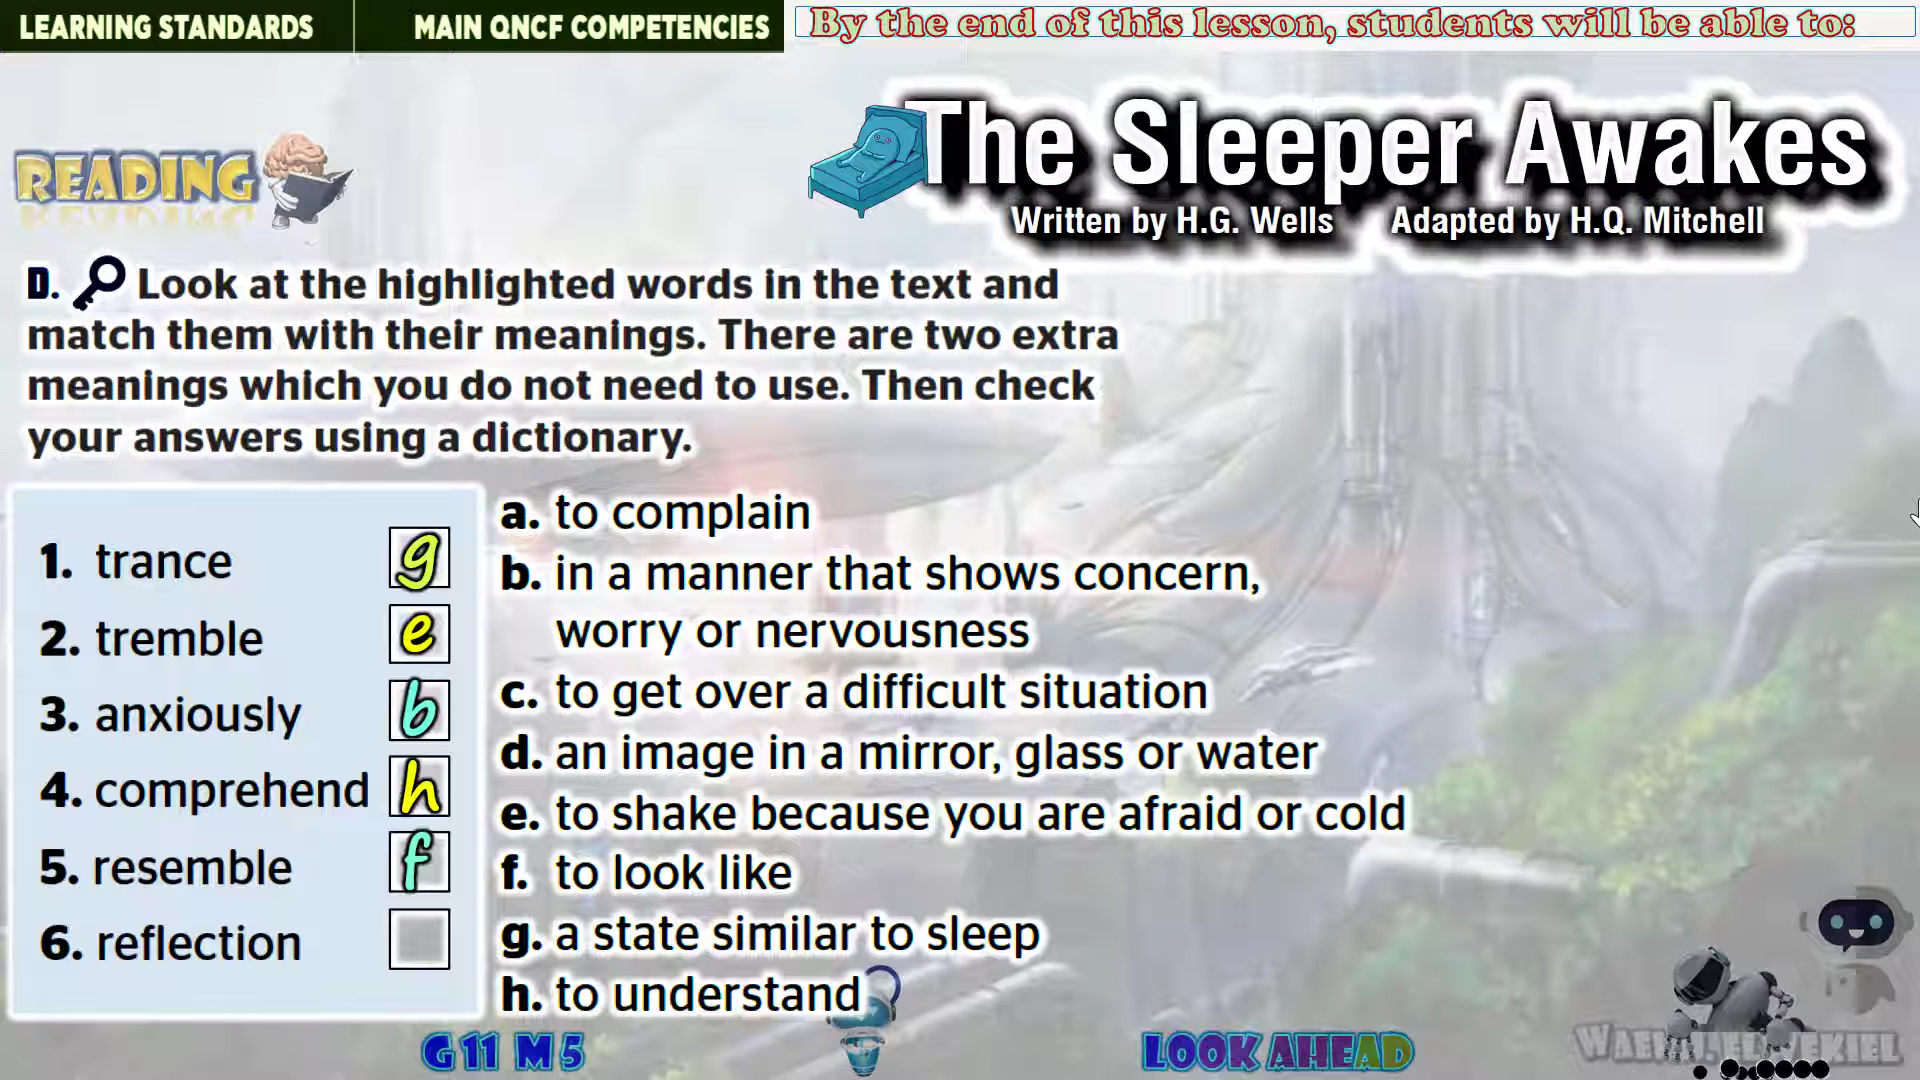 LEARNING STANDARDS
MAIN QNCF COMPETENCIES
By the end of this lesson, students will be able to:
The Sleeper Awakes
Written by H.G. Wells Adapted by H.Q. Mitchell
READING
D. Look at the highlighted words in the text and
match them with their meanings. There are two extra
meanings which you do not need to use. Then check
your answers using a dictionary.
1. trance g
2. tremble e
3. anxiously b
4. comprehend h
5. resemble f
6. reflection
a. to complain
b. in a manner that shows concern,
worry or nervousness
c. to get over a difficult situation
d. an image in a mirror, glass or water
e. to shake because you are afraid or cold
f. to look like
g. a state similar to sleep
h. to understand
G11 M5
LOOK AHEAD